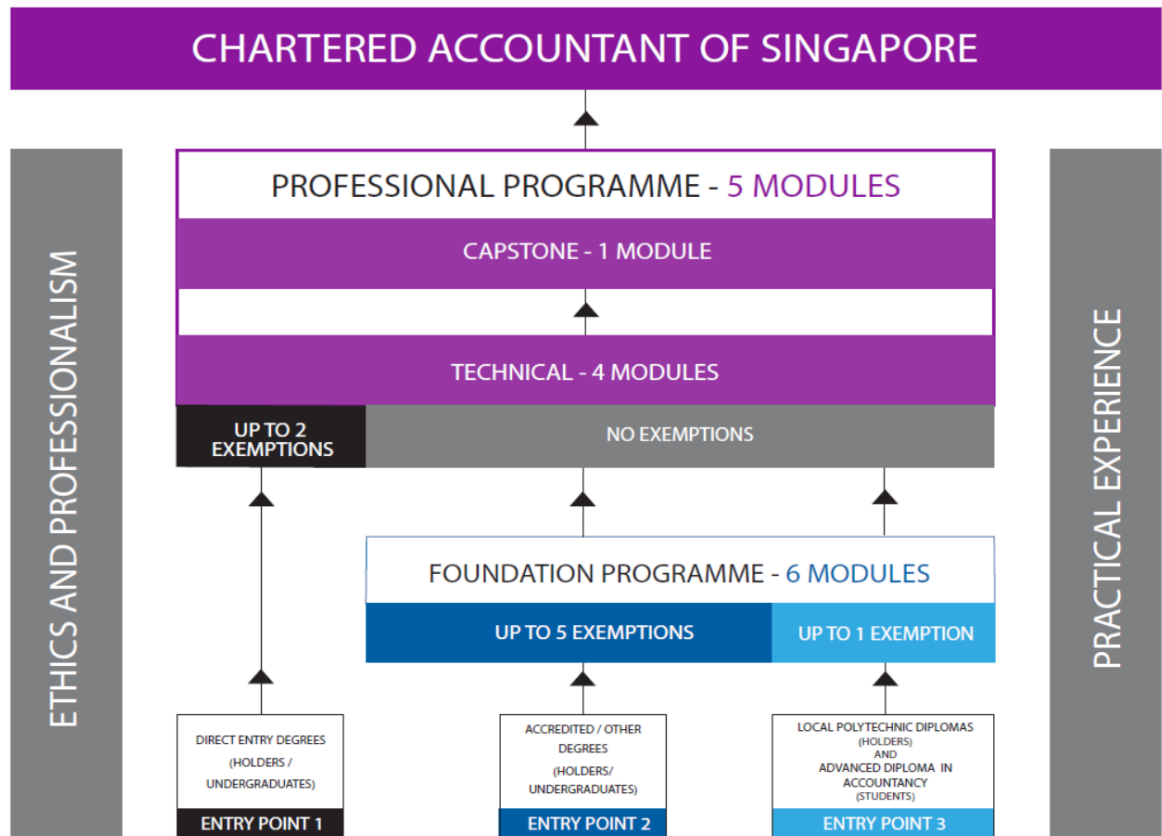 CHARTERED ACCOUNTANT OF SINGAPORE
ETHICS AND PROFESSIONALISM
PROFESSIONAL PROGRAMME - 5 MODULES
CAPSTONE - 1 MODULE
TECHNICAL - 4 MODULES
UP TO 2
EXEMPTIONS
NO EXEMPTIONS
FOUNDATION PROGRAMME - 6 MODULES
UP TO 5 EXEMPTIONS
UP TO 1 EXEMPTION
DIRECT ENTRY DEGREES
(HOLDERS /
UNDERGRADUATES)
ENTRY POINT 1
ACCREDITED / OTHER
DEGREES
(HOLDERS/
UNDERGRADUATES)
ENTRY POINT 2
LOCAL POLYTECHNIC DIPLOMAS
(HOLDERS)
AND
ADVANCED DIPLOMA IN
ACCOUNTANCY
(STUDENTS)
ENTRY POINT 3
PRACTICAL EXPERIENCE